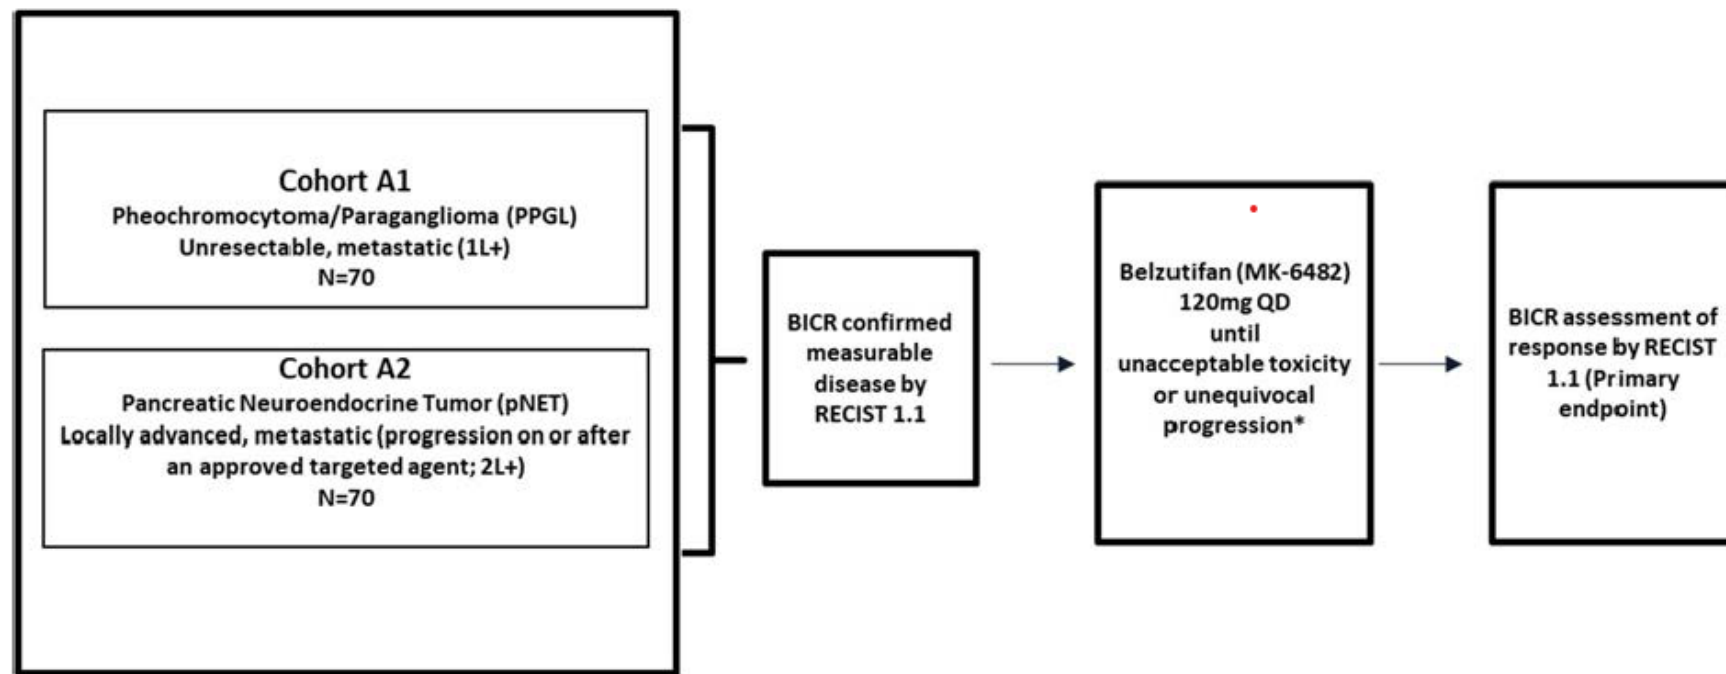 Cohort A1
Pheochromocytoma/Paraganglioma (PPGL)
Unresectable, metastatic (1L+)
N=70
Cohort A2
Pancreatic Neuroendocrine Tumor (pNET)
Locally advanced, metastatic (progression on or after
an approved targeted agent; 2L+)
N=70
BICR confirmed
measurable
disease by
RECIST 1.1
Belzutifan (MK-6482)
120mg QD
until
unacceptable toxicity
or unequivocal
progression*
BICR assessment of
response by RECIST
1.1 (Primary
endpoint)